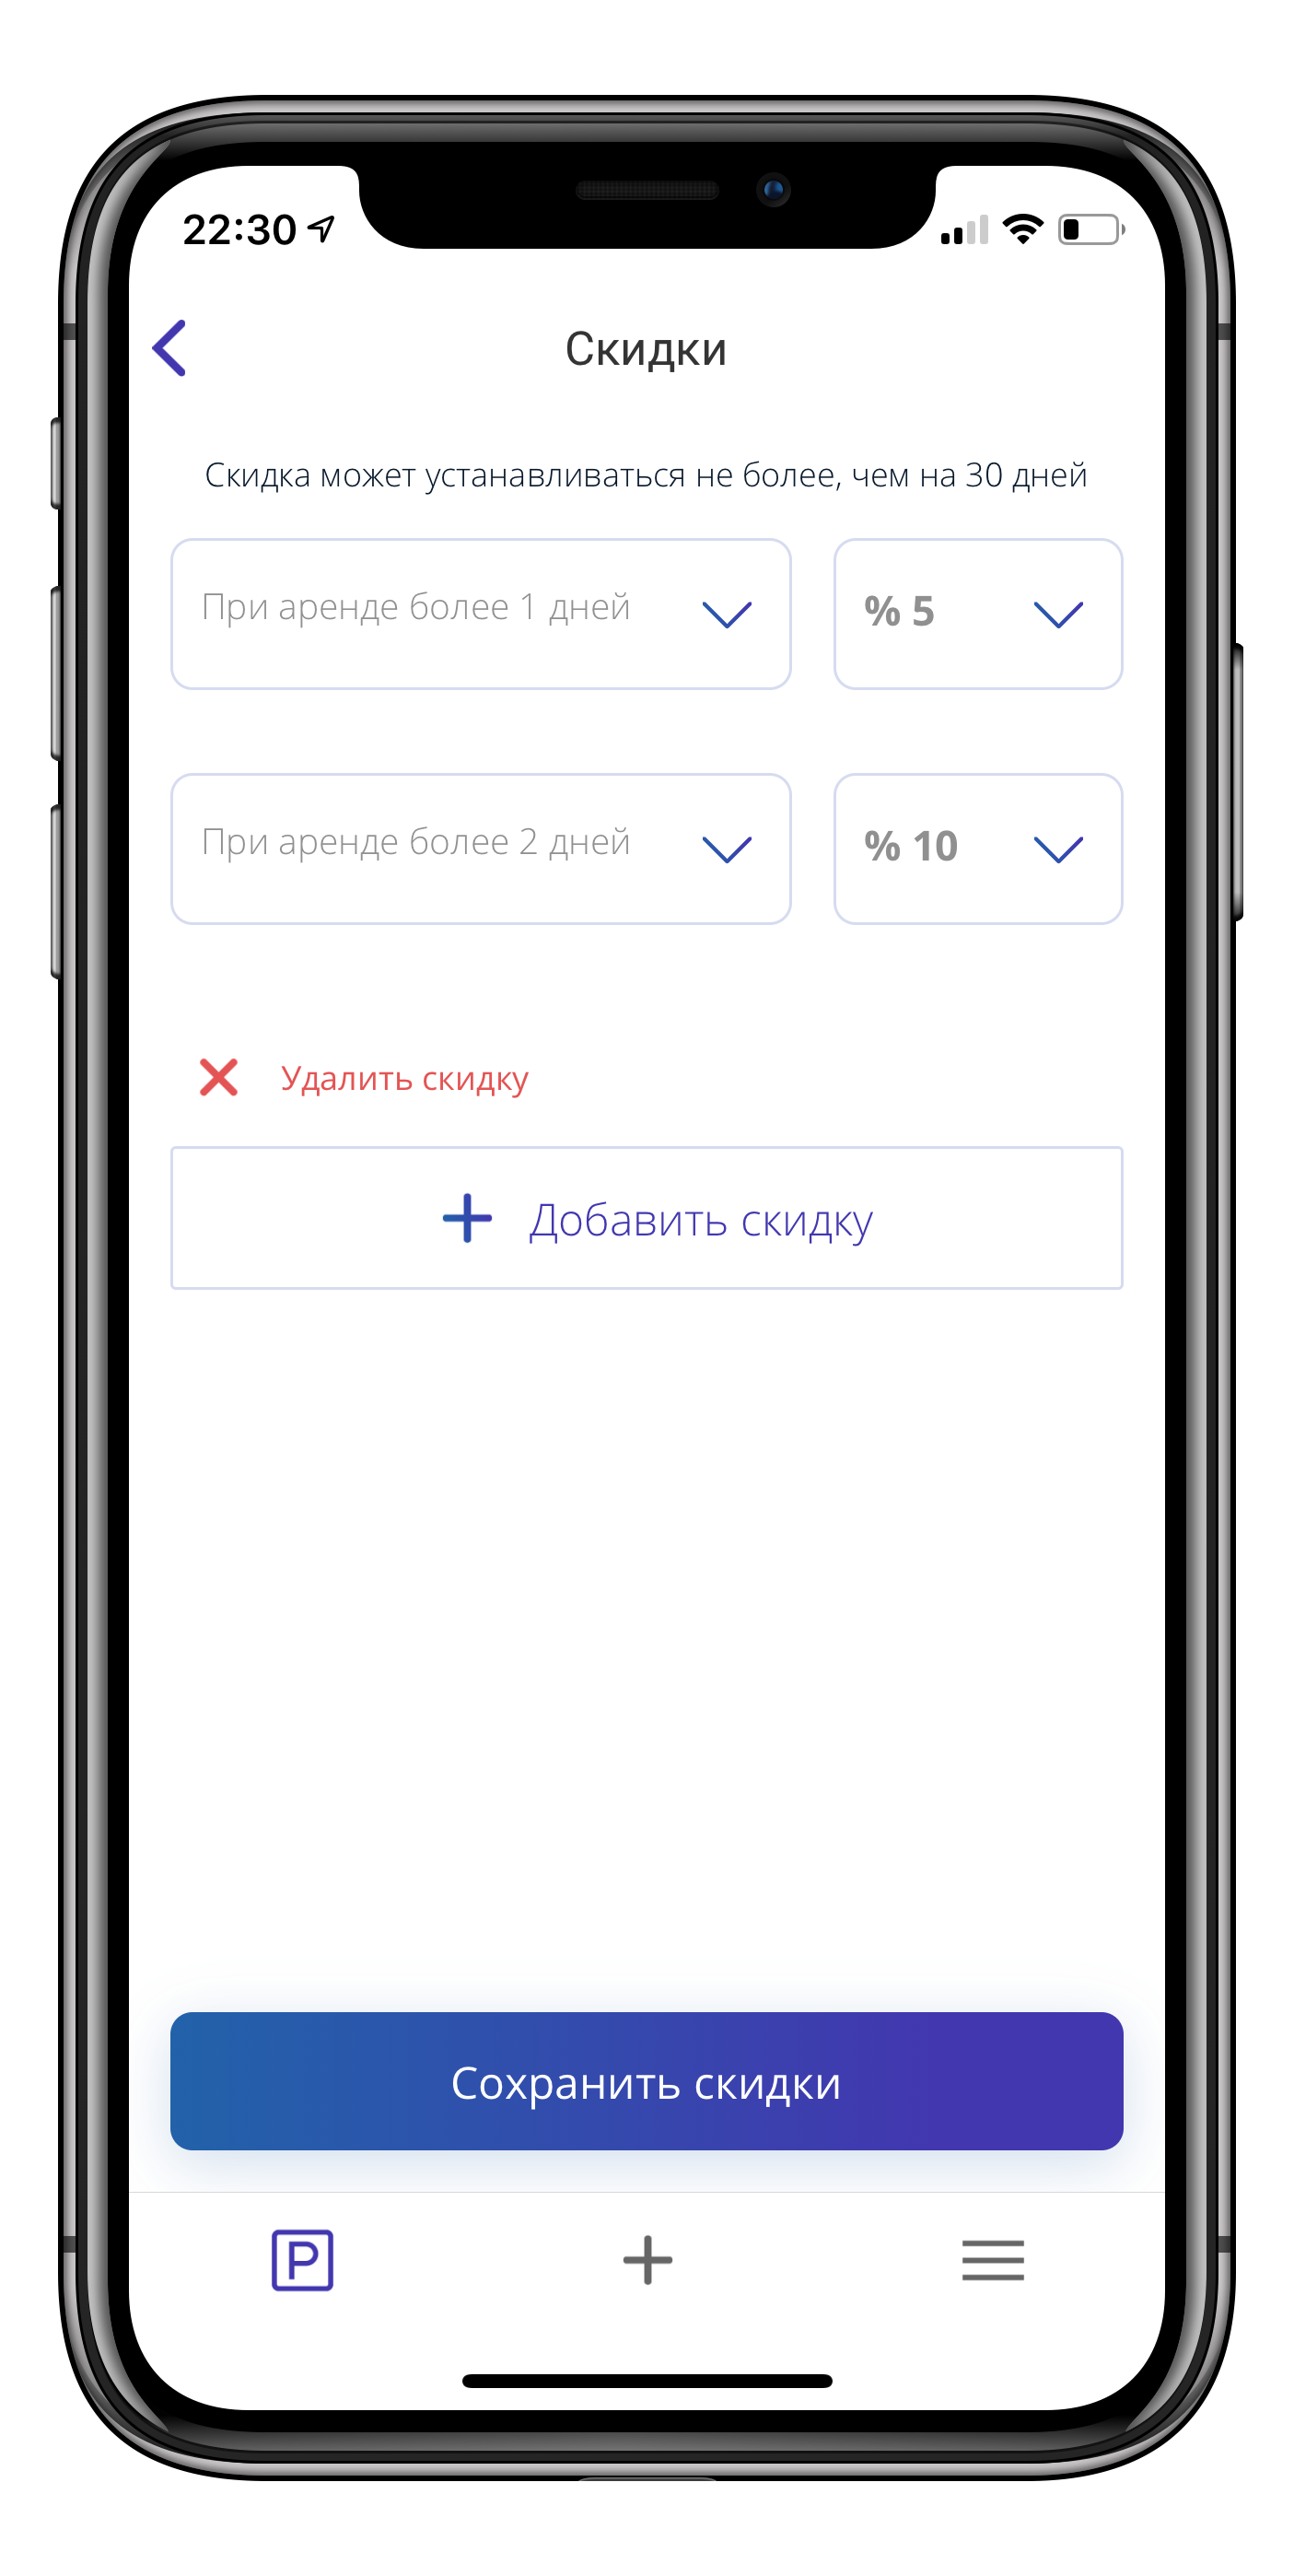 22:30
Скидки
Скидка может устанавливаться не более, чем на 30 дней
При аренде более 1 дней
% 5
При аренде более 2 дней
% 10
Удалить скидку
Добавить скидку
Сохранить скидки
P